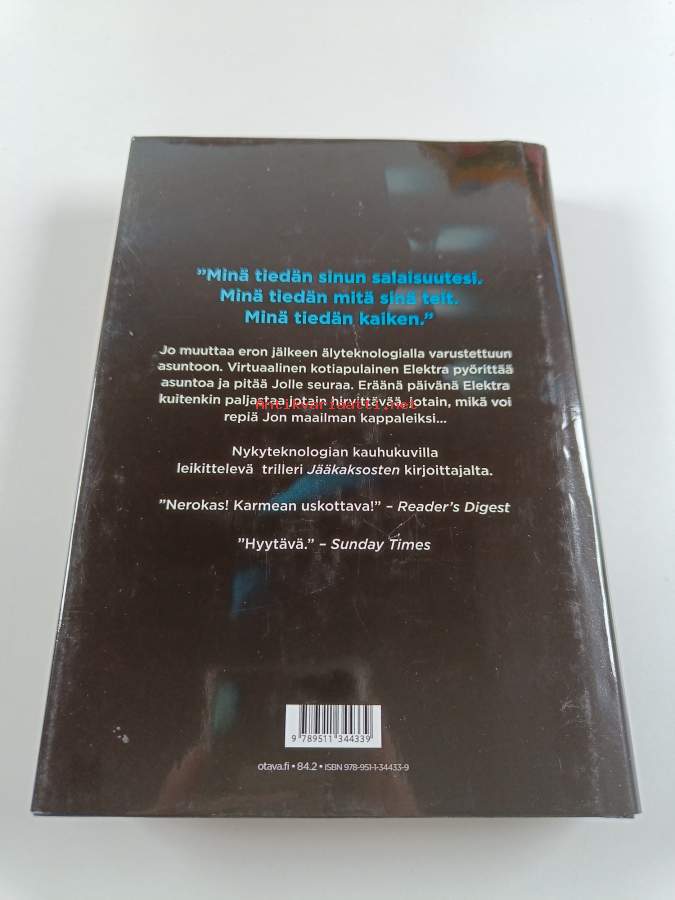 ”Minä tiedän sinun salaisuutesi.
Minä tiedän mitä sinä teit.
Minä tiedän kaiken.”
Jo muuttaa eron jälkeen älyteknologialla varustettuun
asuntoon. Virtuaalinen kotiapulainen Elektra pyörittää
asuntoa ja pitää Jolle seuraa. Eräänä päivänä Elektra
kuitenkin paljastaa jotain hirvittävää. Jotain, mikä voi
Antikvariaatti.net
repiä Jon maailman kappaleiksi...
Nykyteknologian kauhukuvilla
leikittelevä trilleri Jääkaksosten kirjoittajalta.
”Nerokas! Karmean uskottava!” – Reader’s Digest
”Hyytävä.” – Sunday Times
9 789511 344339
otava.fi • 84.2 • ISBN 978-951-1-34433-9